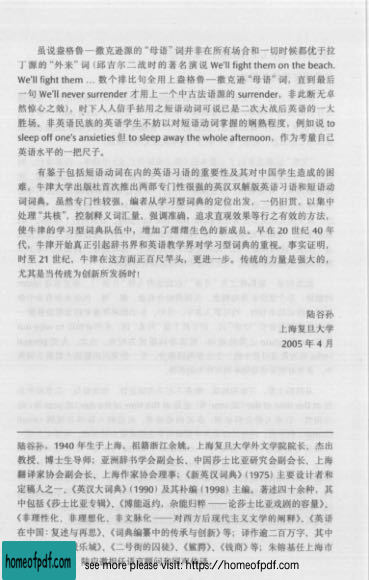 虽说盎格鲁—撒克逊源的“母语”词并非在所有场合和一切时候都优于拉
丁源的“外来”词(邱吉尔二战时的著名演说 We'll fight them on the beach.
We'll fight them … 数个排比句全用上盎格鲁—撒克逊“母语”词，直到最后
一句 We'll never surrender 才用上一个中古法语源的 surrender，非此断无卓
然惊心之效)，时下人人信手拈用之短语动词可说已是二次大战后英语的一大
胜场。非英语民族的英语学生不妨以对短语动词掌握的娴熟程度，例如说 to
sleep off one's anxieties 但 to sleep away the whole afternoon，作为考量自己
英语水平的一把尺子。
有鉴于包括短语动词在内的英语习语的重要性及其对中国学生造成的困
难，牛津大学出版社首次推出两部专门性很强的英汉双解版英语习语和短语动
词词典。虽然专门性较强，编者从学习型词典的定位出发，一仍旧贯，以集中
处理“共核”，控制释义词汇量，强调准确，追求直观效果等行之有效的方法，
使牛津的学习型词典队伍中，增加了熠熠生色的新成员。早在 20 世纪 40 年
代，牛津开始真正引起辞书界和英语教学界对学习型词典的重视。事实证明，
时至 21 世纪，牛津在这方面正百尺竿头，更进一步。传统的力量是强大的，
尤其是当传统为创新所发扬时！
陆谷孙
上海复旦大学
2005 年 4 月
陆谷孙，1940 年生于上海，祖籍浙江余姚。上海复旦大学外文学院院长、杰出
教授、博士生导师；亚洲辞书学会副会长、中国莎士比亚研究会副会长、上海
翻译家协会副会长、上海作家协会理事；《新英汉词典》(1975) 主要设计者和
定稿人之一、《英汉大词典》(1990) 及其补编 (1998) 主编。著述四十余种，其
中包括《莎士比亚专辑》、《博能返约，杂能归粹——论莎士比亚戏剧的容量》、
《非理性化、非理想化、非文脉化——对西方后现代主义文学的阐释》、《英语
在中国：复述与再思》、《词典编纂中的传承与创新》等；译作逾二百万字，其中
乐城》、《二号街的囚徒》、《鲨腭》、《钱商》等；朱镕基任上海市
homeofpdf.com
see more please visit: https://homeofpdf.com